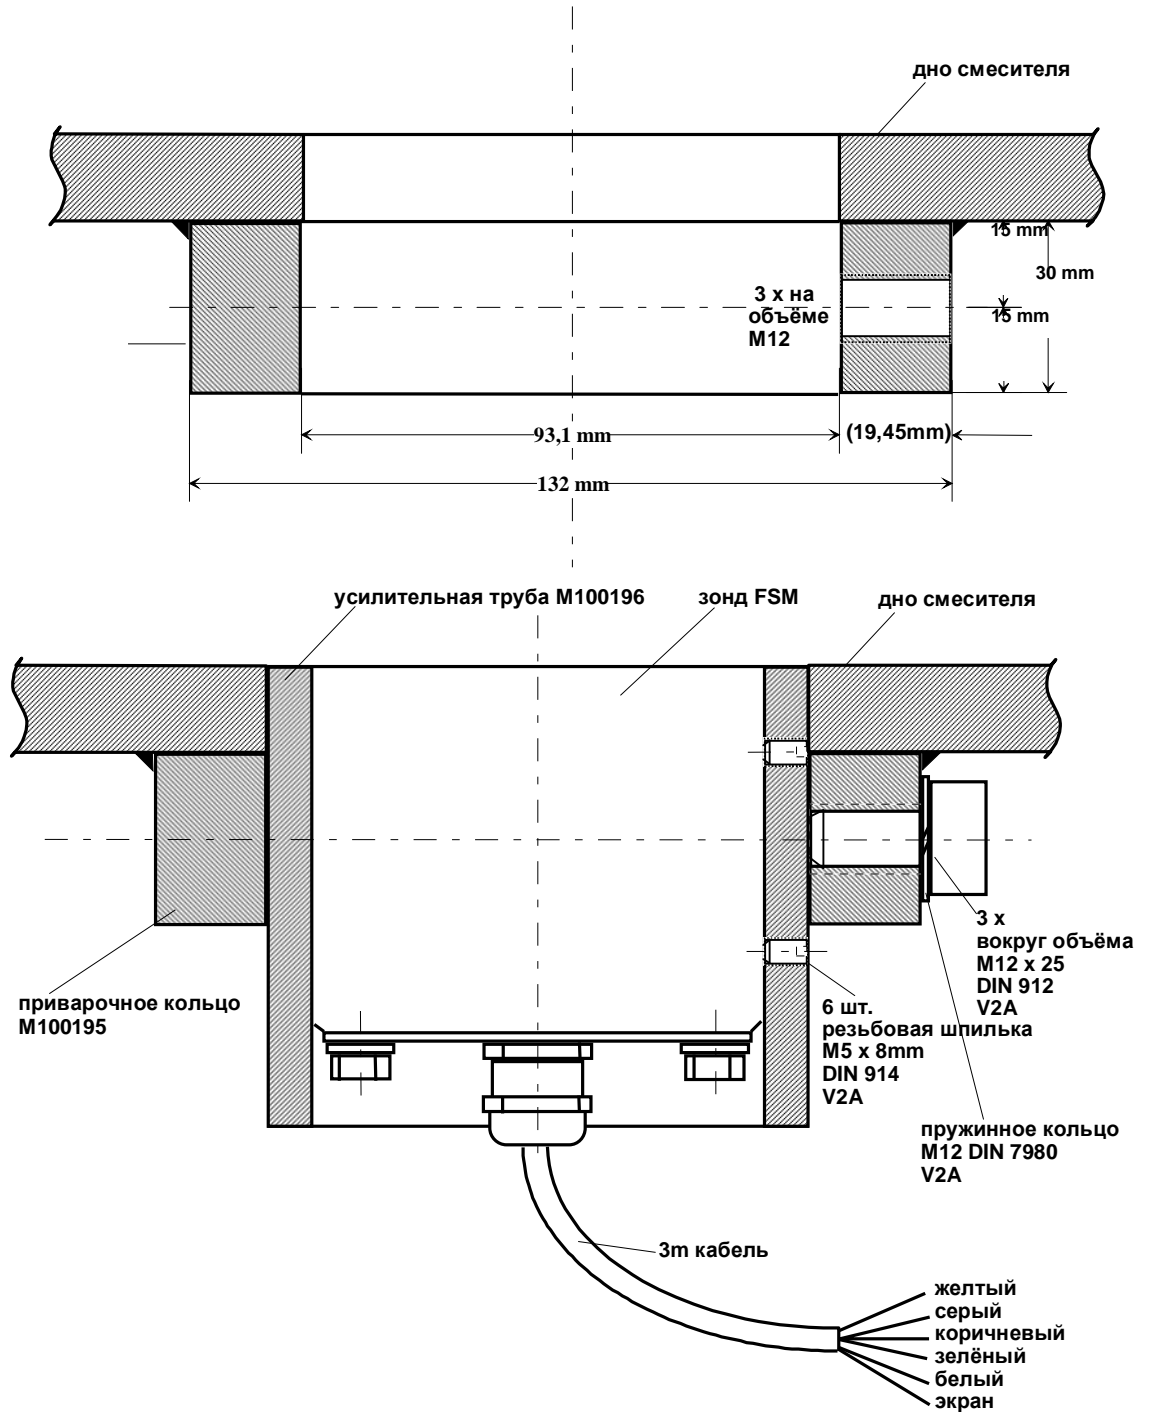 дно смесителя
15 mm
30 mm
3 x на
объёме
M12
15 mm
93,1 mm
(19,45mm)
132 mm
усилительная труба M100196
зонд FSM
дно смесителя
3 x
вокруг объёма
M12 x 25
DIN 912
V2A
приварочное кольцо
M100195
6 шт.
резьбовая шпилька
M5 x 8mm
DIN 914
V2A
пружинное кольцо
M12 DIN 7980
V2A
3m кабель
желтый
серый
коричневый
зелёный
белый
экран